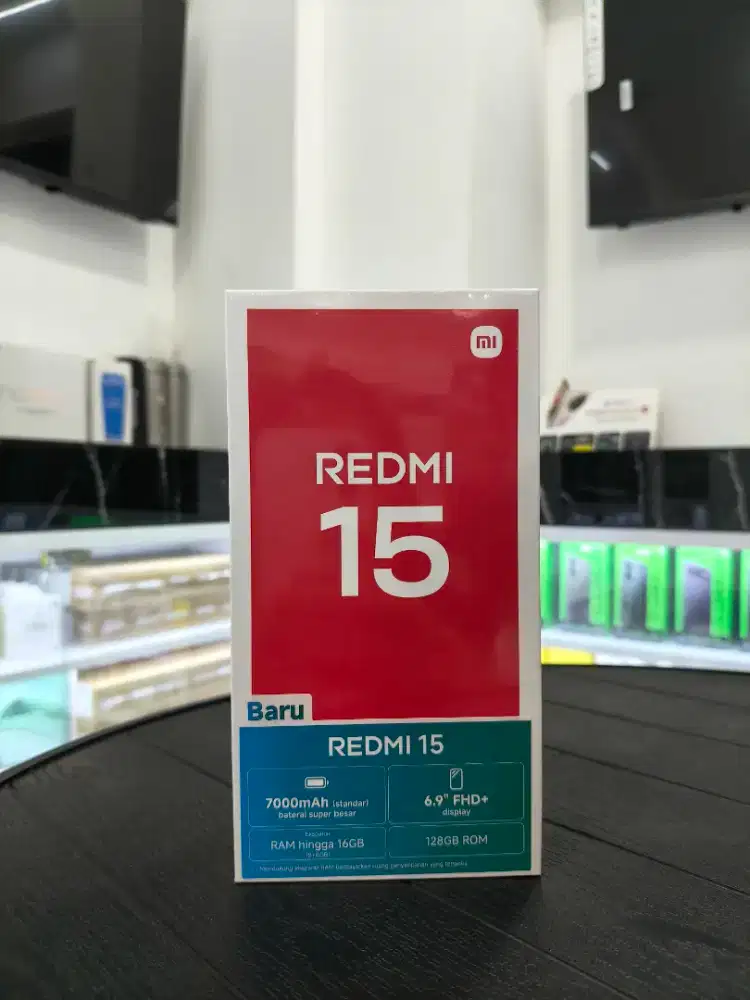 mi
REDMI
15
Baru
REDMI 15
7000mAh (standar)
baterai super besar
6.9" FHD+
display
RAM hingga 16GB
128GB ROM